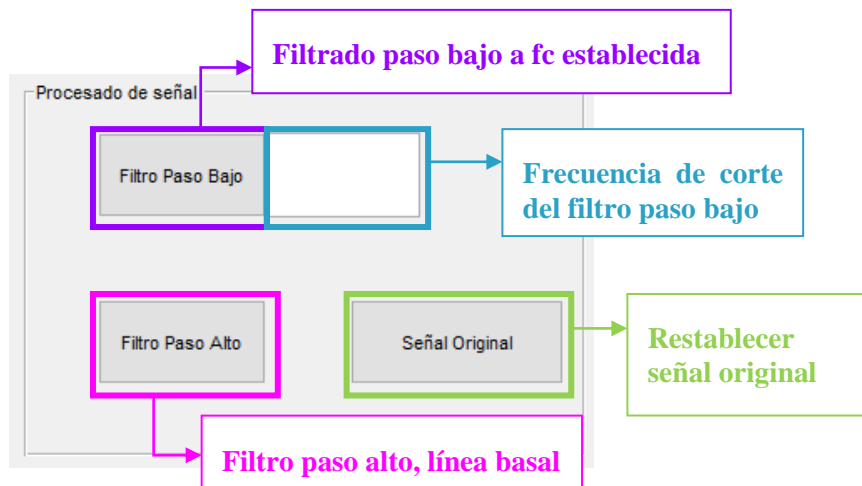 Filtrado paso bajo a fc establecida
Procesado de señal
Filtro Paso Bajo
Frecuencia de corte
del filtro paso bajo
Filtro Paso Alto
Señal Original
Restablecer
señal original
Filtro paso alto, línea basal